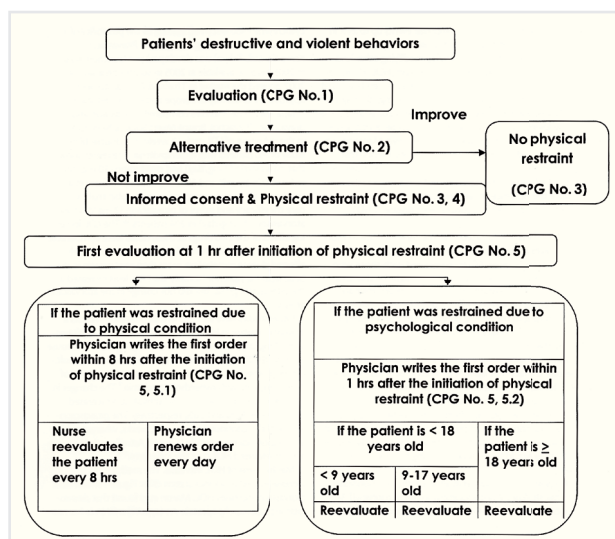 Patients' destructive and violent behaviors
Evaluation (CPG No.1)
Improve
Alternative treatment (CPG No. 2)
No physical
restraint
(CPG No. 3)
Not improve
Informed consent & Physical restraint (CPG No. 3, 4)
First evaluation at 1 hr after initiation of physical restraint (CPG No. 5)
If the patient was restrained due
to physical condition
Physician writes the first order
within 8 hrs after the initiation
of physical restraint (CPG No.
5, 5.1)
Nurse
reevaluates
the patient
every 8 hrs
Physician
renews order
every day
If the patient was restrained due to
psychological condition
Physician writes the first order within
1 hrs after the initiation of physical
restraint (CPG No. 5, 5.2)
If the patient is < 18
years old
If the
patient is ≥
18 years old
< 9 years
old
9-17 years
old
Reevaluate
Reevaluate
Reevaluate